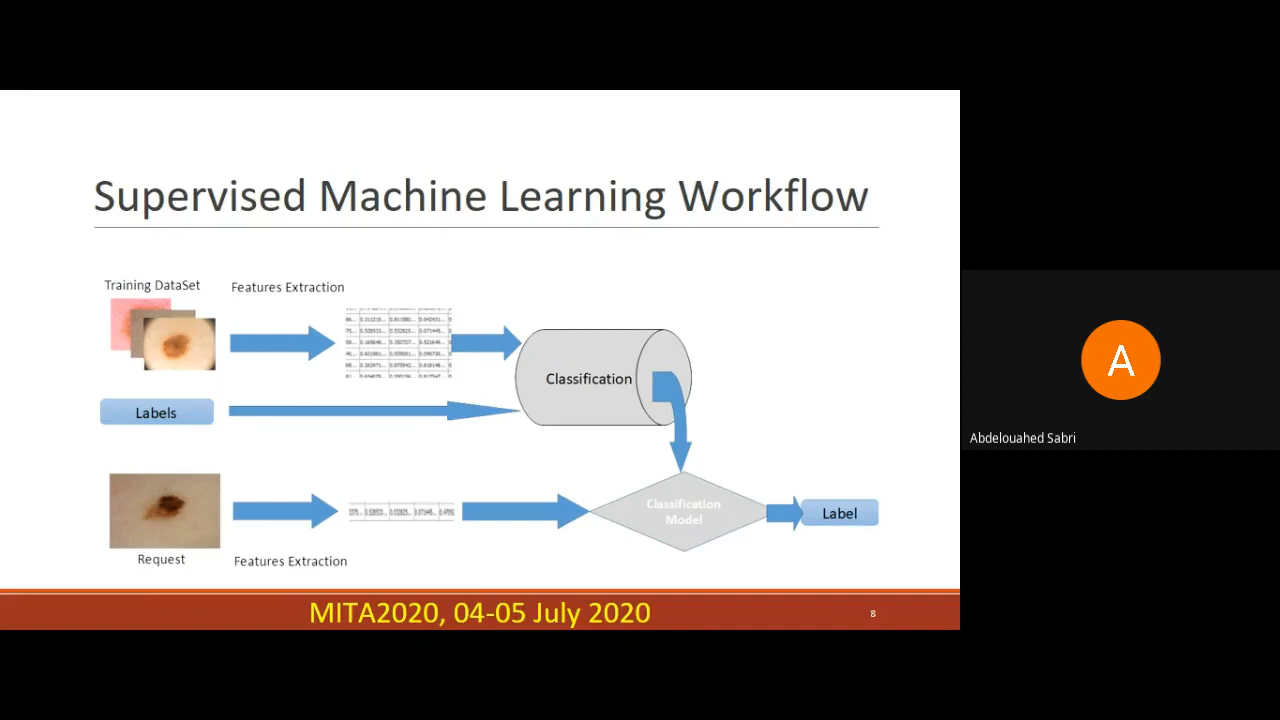 Supervised Machine Learning Workflow
Training DataSet
Features Extraction
Classification
Labels
Classification
Model
Label
Request
Features Extraction
MITA2020, 04-05 July 2020
8
A
Abdelouahed Sabri